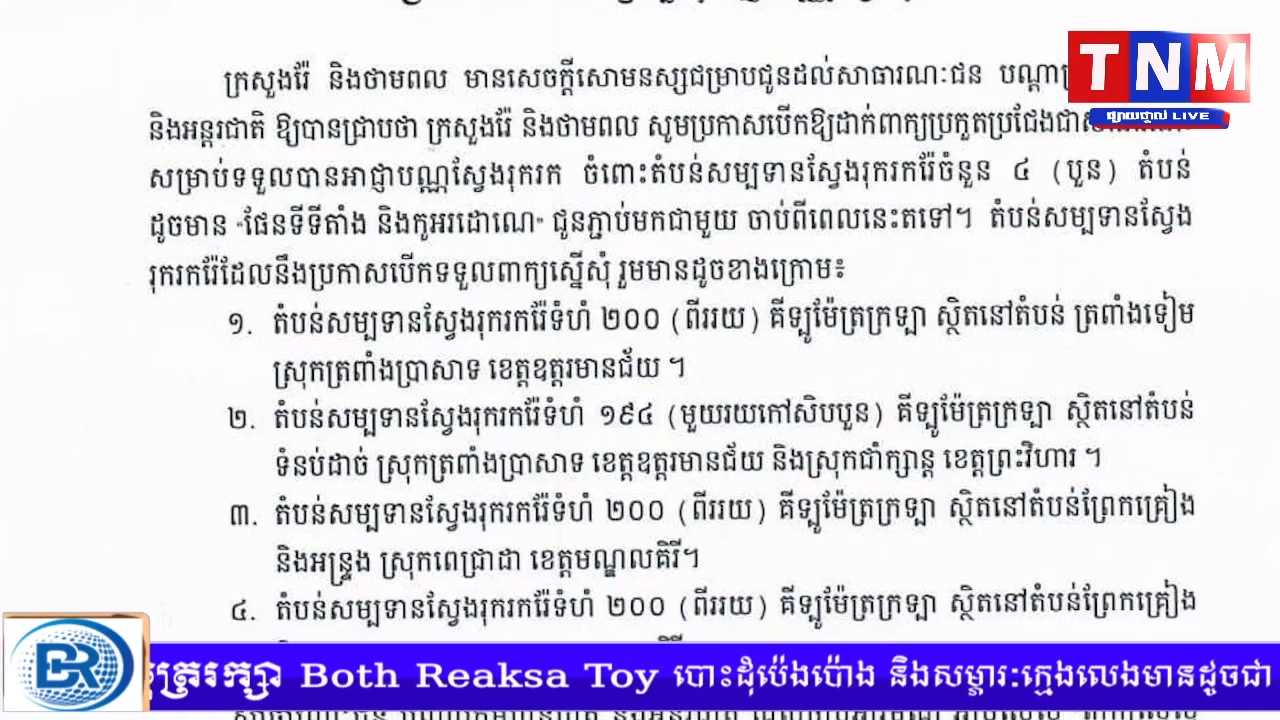 ក្រសួងរ៉ែ និងថាមពល មានសេចក្តីសោមនស្សជម្រាបជូនដល់សាធារណៈជន បណ្តា
TNM
ផ្សាយផ្ទាល់ LIVE
និងអន្តរជាតិ ឱ្យបានជ្រាបថា ក្រសួងរ៉ែ និងថាមពល សូមប្រកាសបើកឱ្យដាក់ពាក្យប្រកួតប្រជែងជា
សម្រាប់ទទួលបានអាជ្ញាបណ្ណស្វែងរុករក ចំពោះតំបន់សម្បទានស្វែងរុករករ៉ែចំនួន ៤ (បួន) តំបន់
ដូចមាន "ផែនទីទីតាំង និងកូអរដោណេ" ជូនភ្ជាប់មកជាមួយ ចាប់ពីពេលនេះតទៅ។ តំបន់សម្បទានស្វែង
រុករករ៉ែដែលនឹងប្រកាសបើកទទួលពាក្យស្នើសុំ រួមមានដូចខាងក្រោម៖
១. តំបន់សម្បទានស្វែងរុករករ៉ែទំហំ ២០០ (ពីររយ) គីឡូម៉ែត្រក្រឡា ស្ថិតនៅតំបន់ ត្រពាំងទៀម
ស្រុកត្រពាំងប្រាសាទ ខេត្តឧត្តរមានជ័យ ។
២. តំបន់សម្បទានស្វែងរុករករ៉ែទំហំ ១៩៤ (មួយរយកៅសិបបួន) គីឡូម៉ែត្រក្រឡា ស្ថិតនៅតំបន់
ទំនប់ដាច់ ស្រុកត្រពាំងប្រាសាទ ខេត្តឧត្តរមានជ័យ និងស្រុកជាំក្សាន្ត ខេត្តព្រះវិហារ ។
៣. តំបន់សម្បទានស្វែងរុករករ៉ែទំហំ ២០០ (ពីររយ) គីឡូម៉ែត្រក្រឡា ស្ថិតនៅតំបន់ព្រែកគ្រៀង
និងអន្ទ្រង ស្រុកពេជ្រាដា ខេត្តមណ្ឌលគិរី។
៤. តំបន់សម្បទានស្វែងរុករករ៉ែទំហំ ២០០ (ពីររយ) គីឡូម៉ែត្រក្រឡា ស្ថិតនៅតំបន់ព្រែកគ្រៀង
BR
រក្សា Both Reaksa Toy បោះដុំប៉េងប៉ោង និងសម្ភារៈក្មេងលេងមានដូចជា